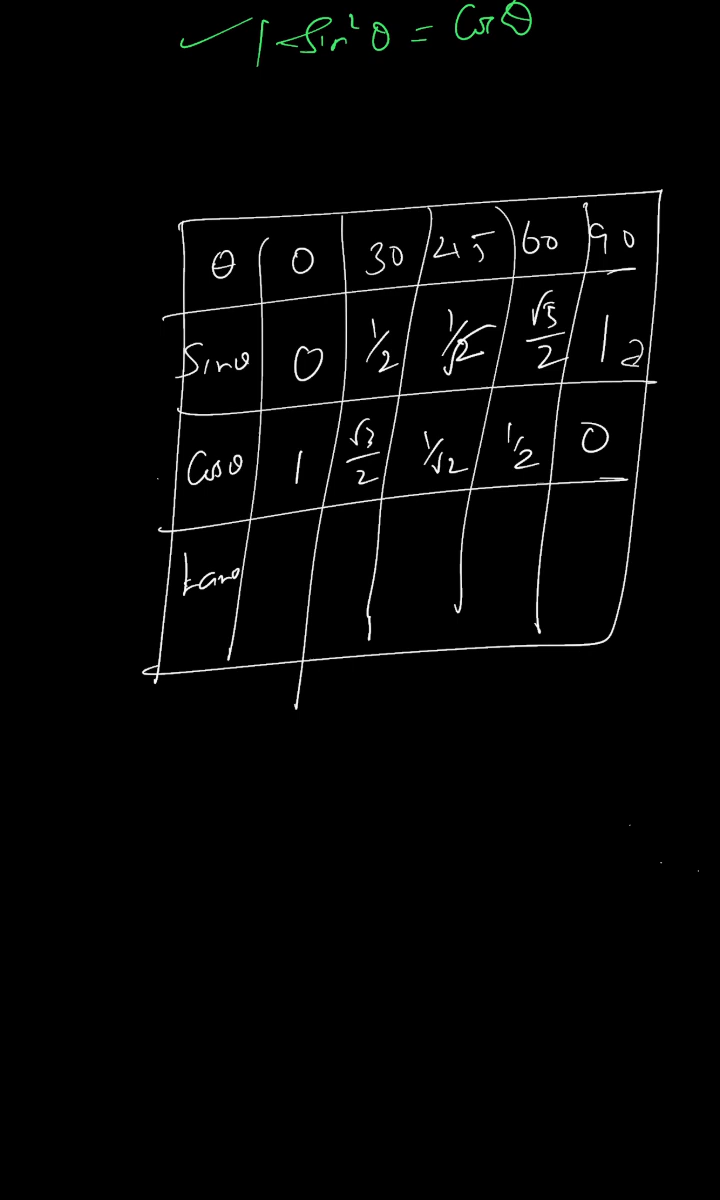 ✓ 1 - Sin²θ = Cosθ
θ 0 30 45 60 90
Sinθ 0 1/2 1/√2 √3/2 1
Cosθ 1 √3/2 1/√2 1/2 0
tanθ